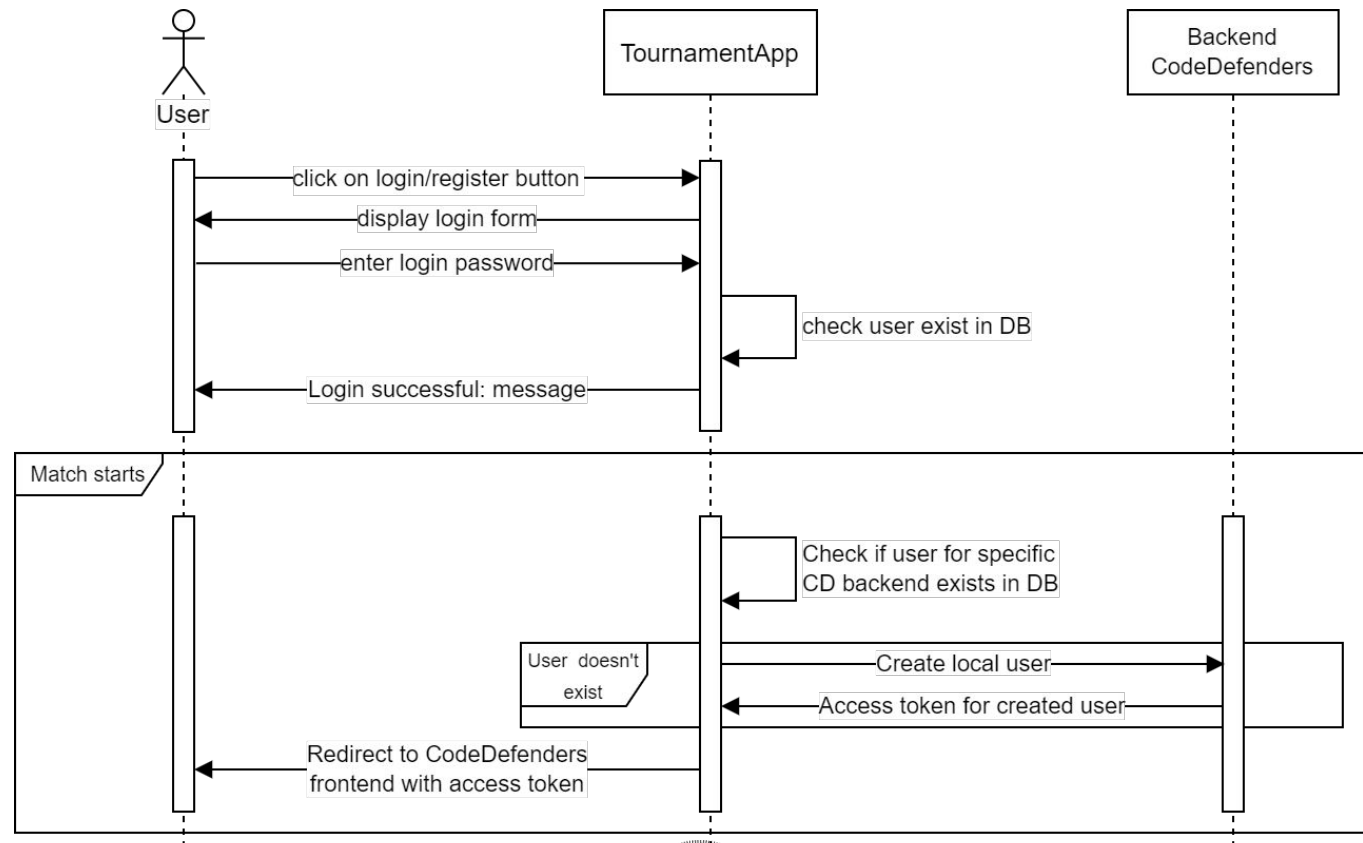 User
TournamentApp
Backend
CodeDefenders
click on login/register button
display login form
enter login password
check user exist in DB
Login successful: message
Match starts
Check if user for specific
CD backend exists in DB
User doesn't
exist
Create local user
Access token for created user
Redirect to CodeDefenders
frontend with access token